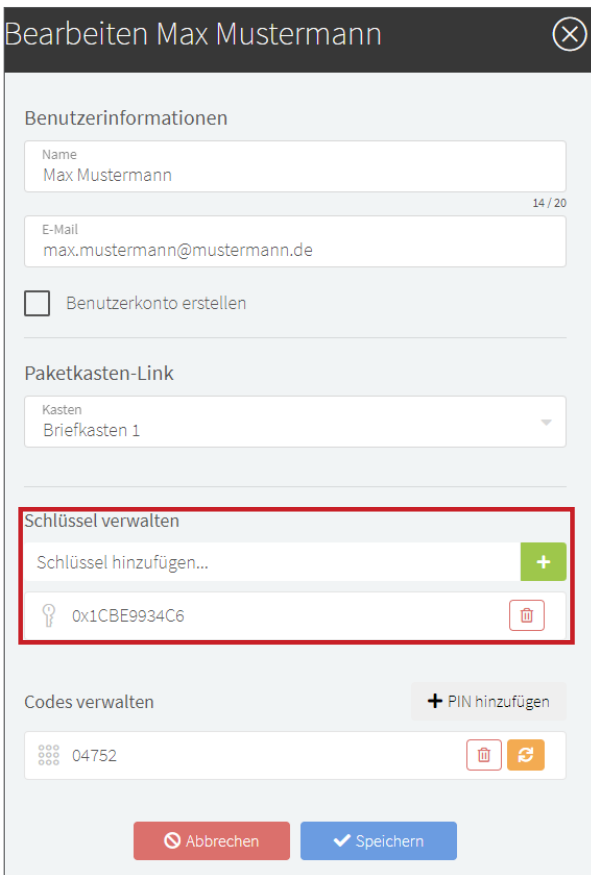 Bearbeiten Max Mustermann
Benutzerinformationen
Name
Max Mustermann
14 / 20
E-Mail
max.mustermann@mustermann.de
Benutzerkonto erstellen
Paketkasten-Link
Kasten
Briefkasten 1
Schlüssel verwalten
Schlüssel hinzufügen...
0x1CBE9934C6
Codes verwalten
PIN hinzufügen
04752
Abbrechen
Speichern